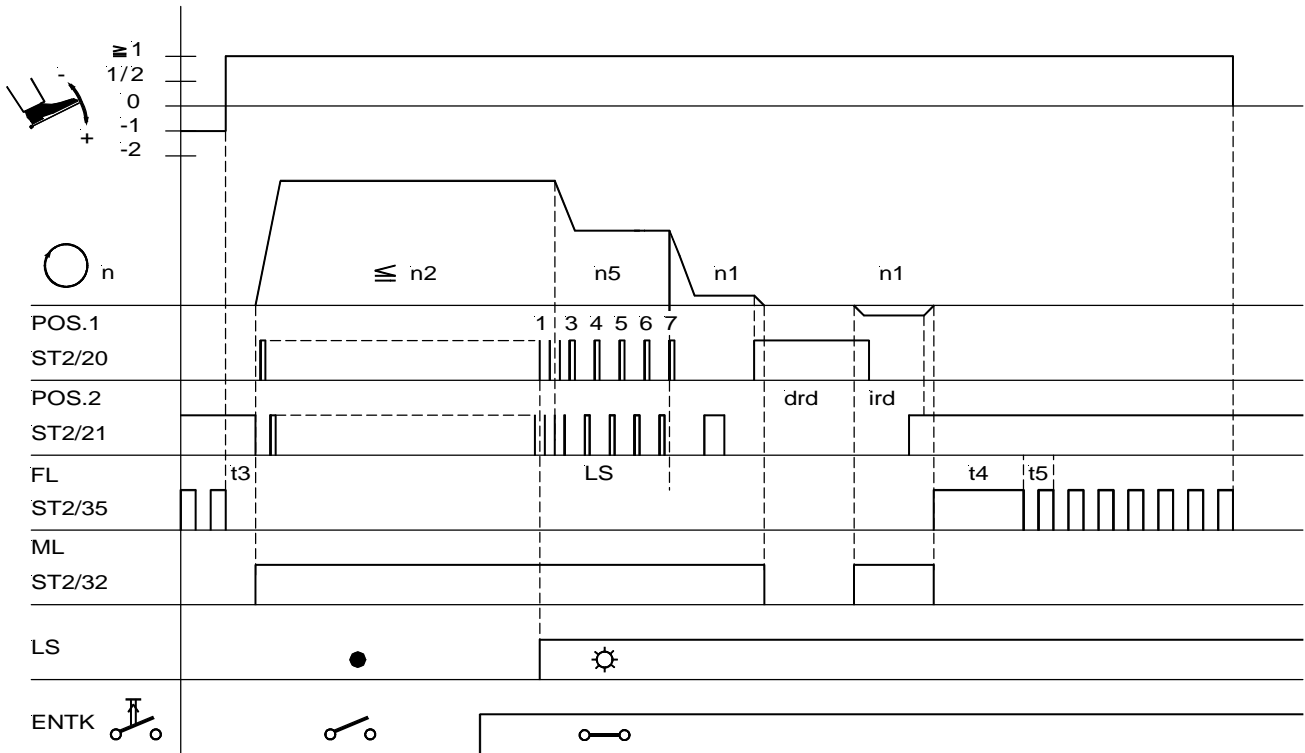 ≧ 1
1/2
-
0
-1
+
-2
n
≦ n2
n5
n1
n1
POS.1
1 3 4 5 6 7
ST2/20
POS.2
drd
ird
ST2/21
FL
t3
LS
t4
t5
ST2/35
ML
ST2/32
LS
ENTK